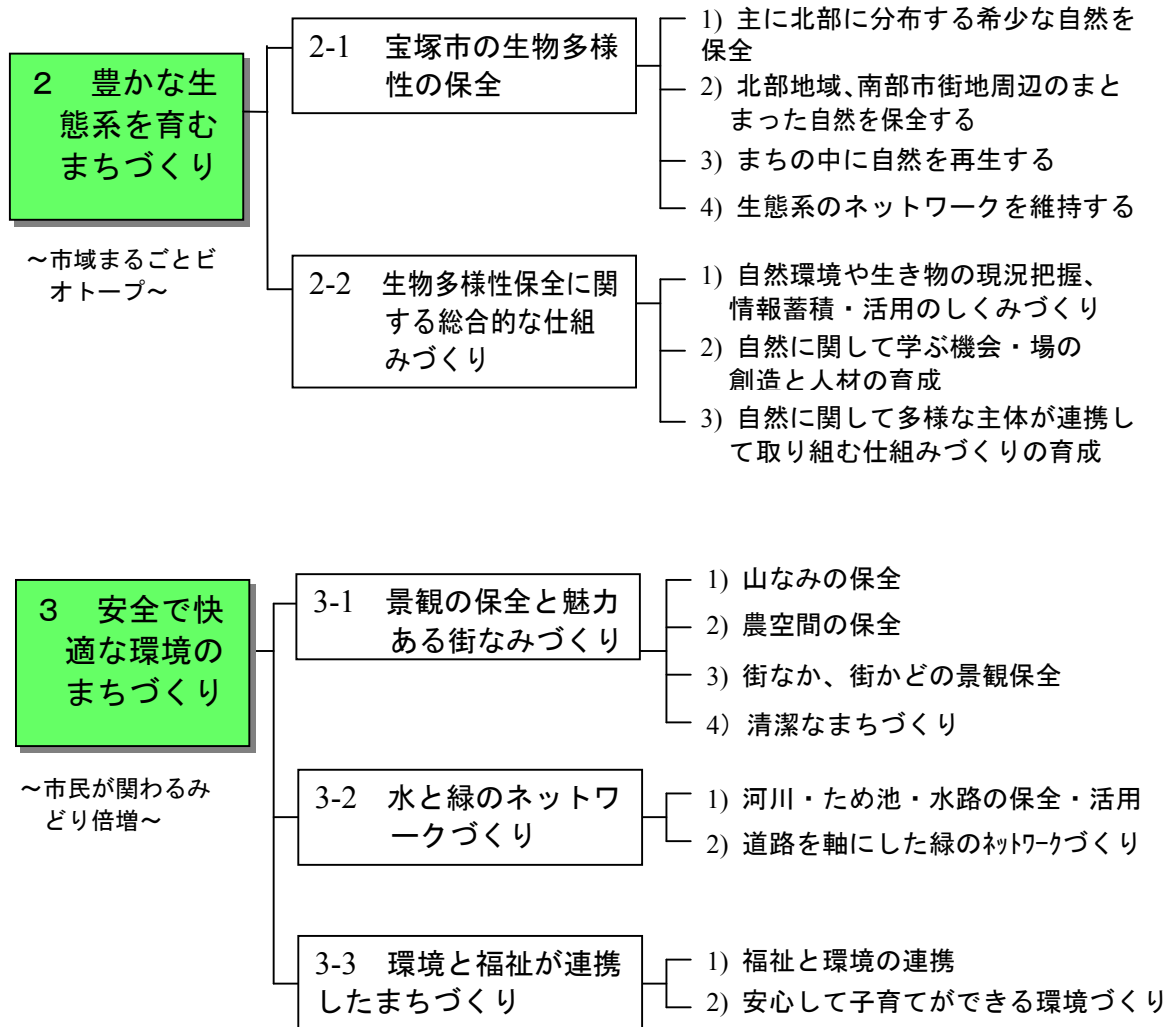 2 豊かな生
態系を育む
まちづくり
～市域まるごとビ
オトープ～
2-1 宝塚市の生物多様
性の保全
1) 主に北部に分布する希少な自然を
保全
2) 北部地域、南部市街地周辺のまと
まった自然を保全する
3) まちの中に自然を再生する
4) 生態系のネットワークを維持する
2-2 生物多様性保全に関
する総合的な仕組
みづくり
1) 自然環境や生き物の現況把握、
情報蓄積・活用のしくみづくり
2) 自然に関して学ぶ機会・場の
創造と人材の育成
3) 自然に関して多様な主体が連携し
て取り組む仕組みづくりの育成
3 安全で快
適な環境の
まちづくり
～市民が関わるみ
どり倍増～
3-1 景観の保全と魅力
ある街なみづくり
1) 山なみの保全
2) 農空間の保全
3) 街なか、街かどの景観保全
4) 清潔なまちづくり
3-2 水と緑のネットワ
ークづくり
1) 河川・ため池・水路の保全・活用
2) 道路を軸にした緑のﾈｯﾄﾜｰｸづくり
3-3 環境と福祉が連携
したまちづくり
1) 福祉と環境の連携
2) 安心して子育てができる環境づくり